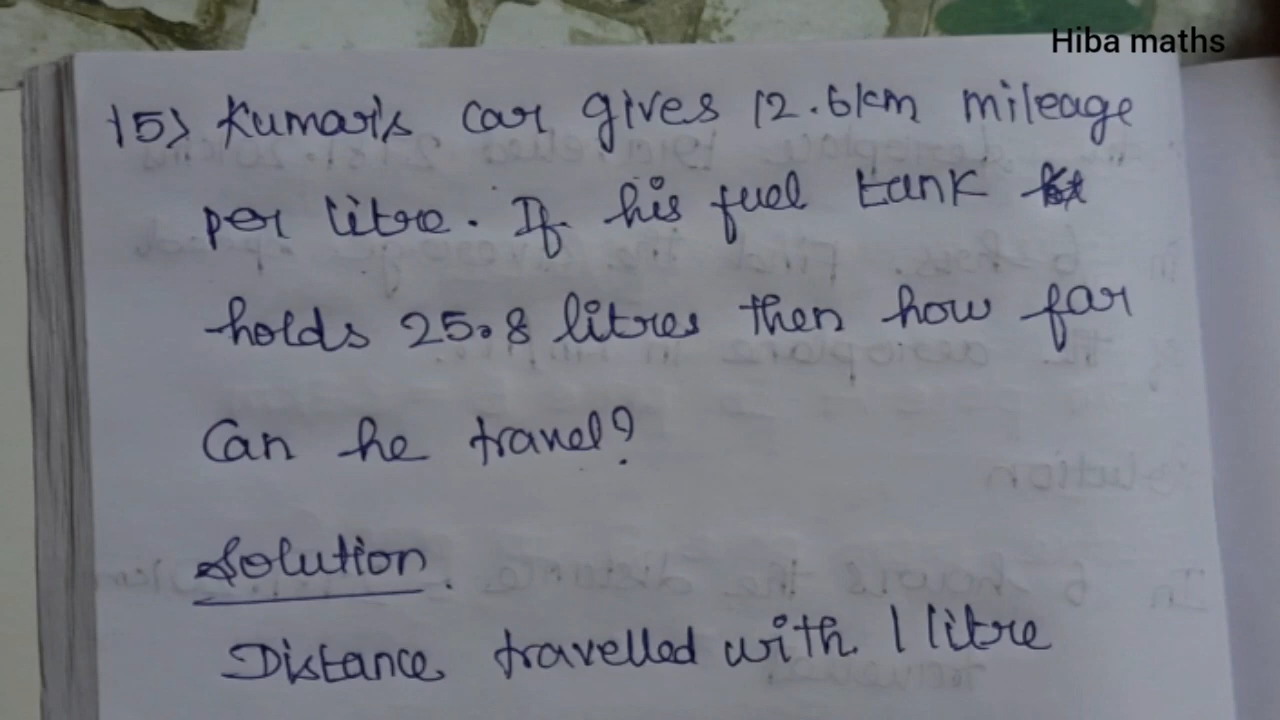 Hiba maths
15) Kumar's car gives 12.6km mileage
per litre. If his fuel tank
holds 25.8 litres then how far
Can he travel?
Solution.
Distance travelled with 1 litre